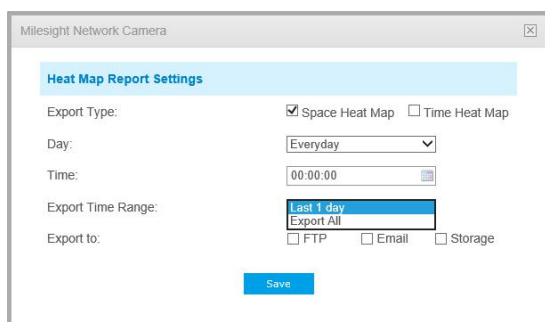 Milesight Network Camera
Heat Map Report Settings
Export Type: Space Heat Map Time Heat Map
Day: Everyday
Time: 00:00:00
Export Time Range: Last 1 day
Export All
Export to: FTP Email Storage
Save